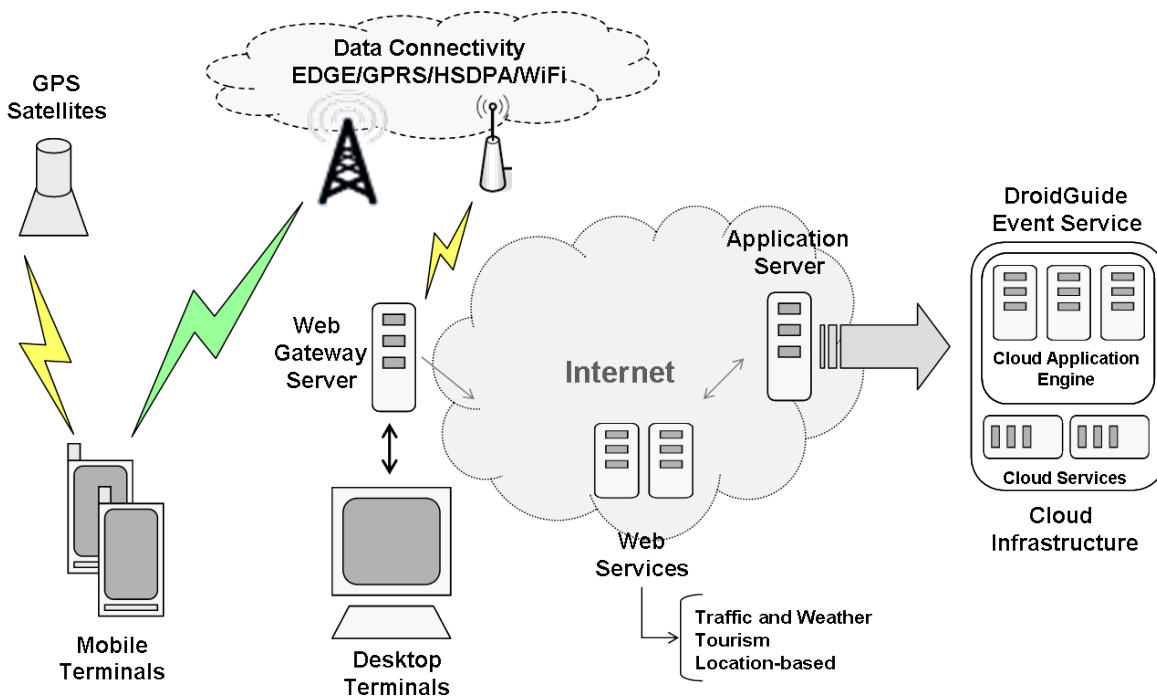 Data Connectivity
EDGE/GPRS/HSDPA/WiFi
GPS
Satellites
DroidGuide
Event Service
Application
Server
Web
Gateway
Server
Internet
Cloud Application
Engine
Cloud Services
Cloud
Infrastructure
Web
Services
Traffic and Weather
Tourism
Location-based
Mobile
Terminals
Desktop
Terminals